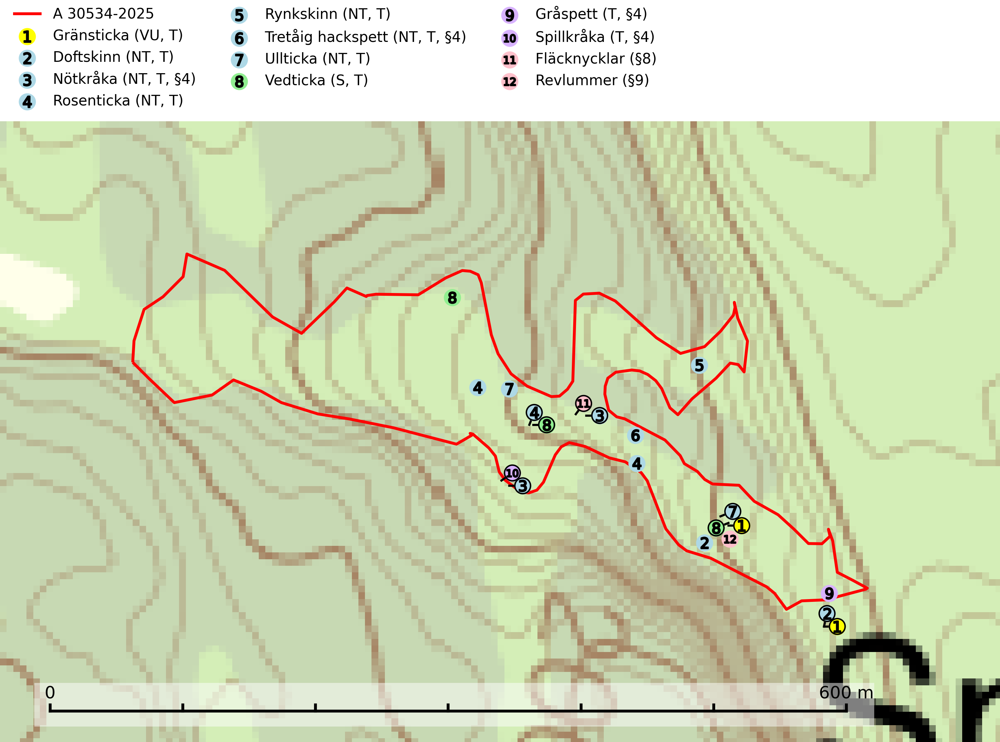 A 30534-2025
1 Gränsticka (VU, T)
2 Doftskinn (NT, T)
3 Nötkråka (NT, T, §4)
4 Rosenticka (NT, T)
5 Rynkskinn (NT, T)
6 Tretåig hackspett (NT, T, §4)
7 Ullticka (NT, T)
8 Vedticka (S, T)
9 Gråspett (T, §4)
10 Spillkråka (T, §4)
11 Fläcknycklar (§8)
12 Revlummer (§9)
8
5
4
7
11
4
3
8
6
4
10
3
7
8
1
12
2
9
2
1
0
600 m